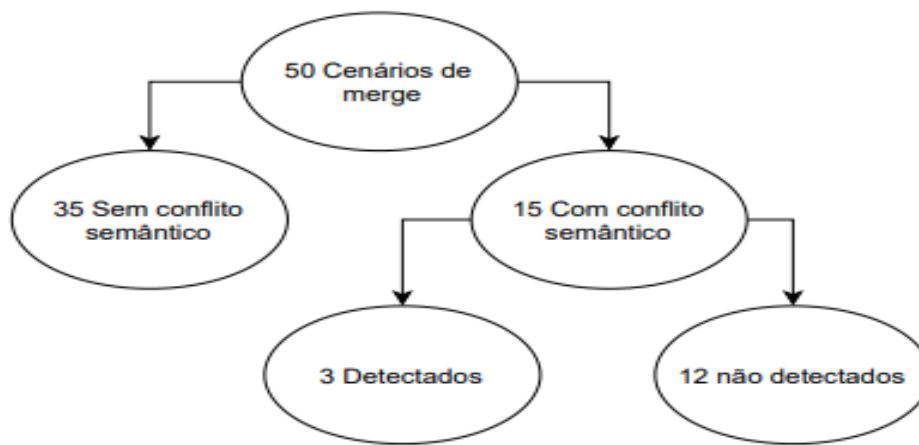 50 Cenários de
merge
35 Sem conflito
semântico
15 Com conflito
semântico
3 Detectados
12 não detectados